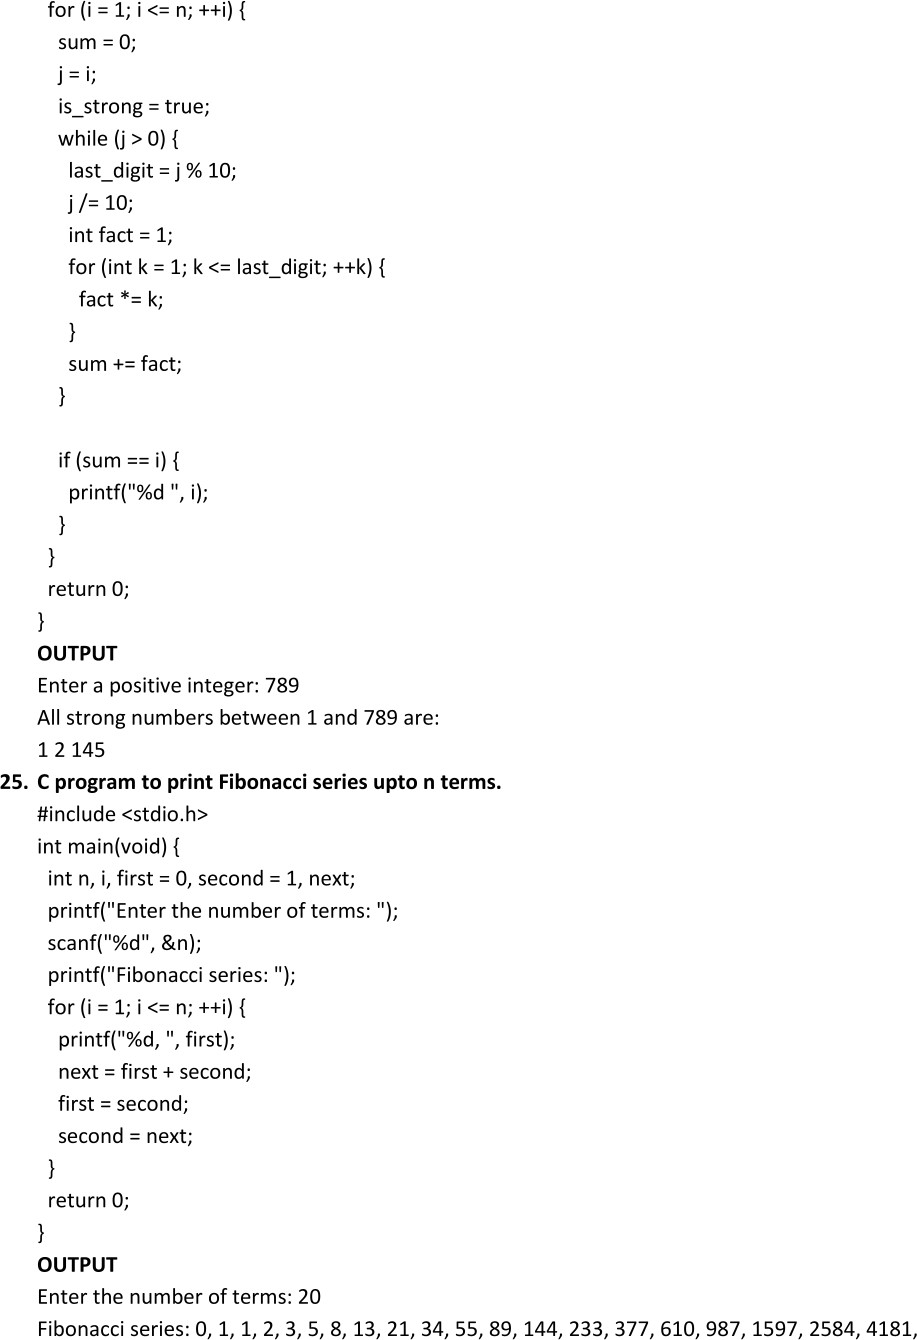 for (i = 1; i <= n; ++i) {
sum = 0;
j = i;
is_strong = true;
while (j > 0) {
last_digit = j % 10;
j /= 10;
int fact = 1;
for (int k = 1; k <= last_digit; ++k) {
fact *= k;
}
sum += fact;
}
if (sum == i) {
printf("%d ", i);
}
}
return 0;
}
OUTPUT
Enter a positive integer: 789
All strong numbers between 1 and 789 are:
1 2 145
25. C program to print Fibonacci series upto n terms.
#include <stdio.h>
int main(void) {
int n, i, first = 0, second = 1, next;
printf("Enter the number of terms: ");
scanf("%d", &n);
printf("Fibonacci series: ");
for (i = 1; i <= n; ++i) {
printf("%d, ", first);
next = first + second;
first = second;
second = next;
}
return 0;
}
OUTPUT
Enter the number of terms: 20
Fibonacci series: 0, 1, 1, 2, 3, 5, 8, 13, 21, 34, 55, 89, 144, 233, 377, 610, 987, 1597, 2584, 4181,